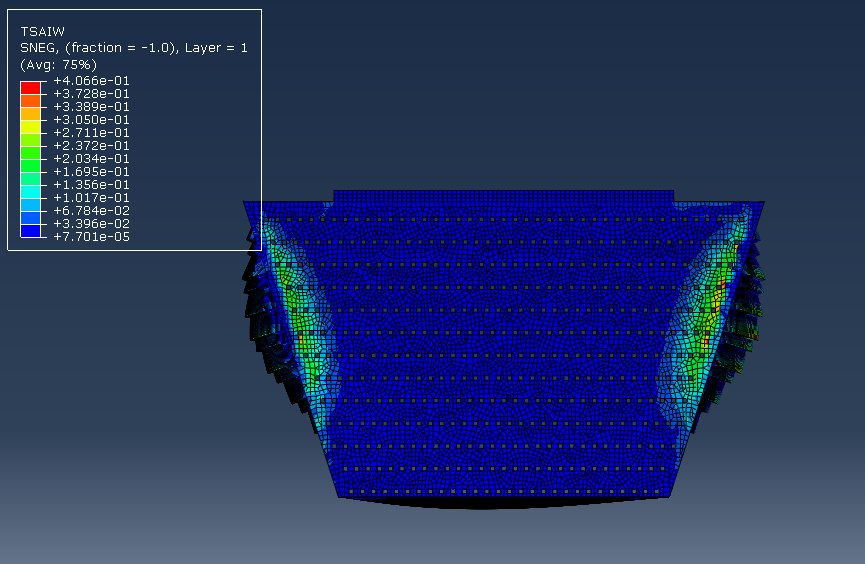 TSAIW
SNEG, (fraction = -1.0), Layer = 1
(Avg: 75%)
+4.066e-01
+3.728e-01
+3.389e-01
+3.050e-01
+2.711e-01
+2.372e-01
+2.034e-01
+1.695e-01
+1.356e-01
+1.017e-01
+6.784e-02
+3.396e-02
+7.701e-05